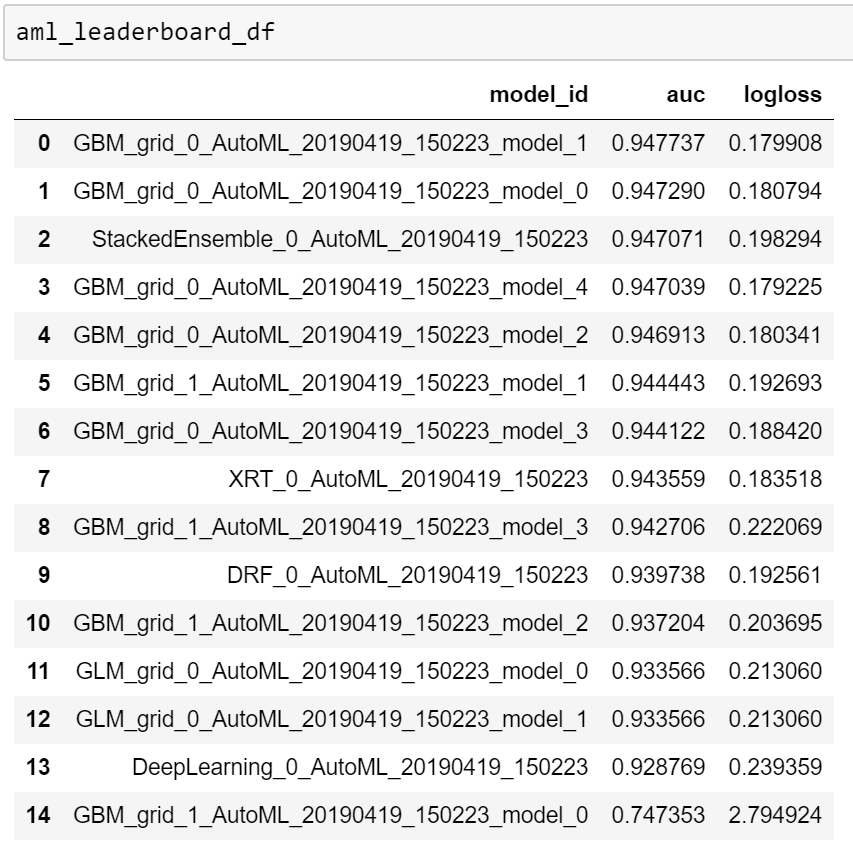 aml_leaderboard_df
model_id auc logloss
0 GBM_grid_0_AutoML_20190419_150223_model_1 0.947737 0.179908
1 GBM_grid_0_AutoML_20190419_150223_model_0 0.947290 0.180794
2 StackedEnsemble_0_AutoML_20190419_150223 0.947071 0.198294
3 GBM_grid_0_AutoML_20190419_150223_model_4 0.947039 0.179225
4 GBM_grid_0_AutoML_20190419_150223_model_2 0.946913 0.180341
5 GBM_grid_1_AutoML_20190419_150223_model_1 0.944443 0.192693
6 GBM_grid_0_AutoML_20190419_150223_model_3 0.944122 0.188420
7 XRT_0_AutoML_20190419_150223 0.943559 0.183518
8 GBM_grid_1_AutoML_20190419_150223_model_3 0.942706 0.222069
9 DRF_0_AutoML_20190419_150223 0.939738 0.192561
10 GBM_grid_1_AutoML_20190419_150223_model_2 0.937204 0.203695
11 GLM_grid_0_AutoML_20190419_150223_model_0 0.933566 0.213060
12 GLM_grid_0_AutoML_20190419_150223_model_1 0.933566 0.213060
13 DeepLearning_0_AutoML_20190419_150223 0.928769 0.239359
14 GBM_grid_1_AutoML_20190419_150223_model_0 0.747353 2.794924